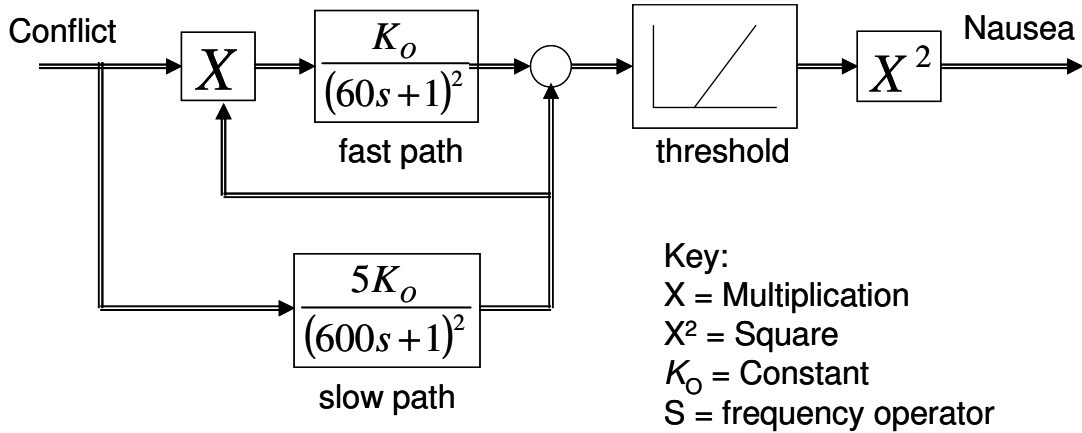 Conflict
Nausea
X
K_O
(60s+1)²
X²
fast path
threshold
5K_O
(600s+1)²
slow path
Key:
X = Multiplication
X² = Square
K_O = Constant
S = frequency operator